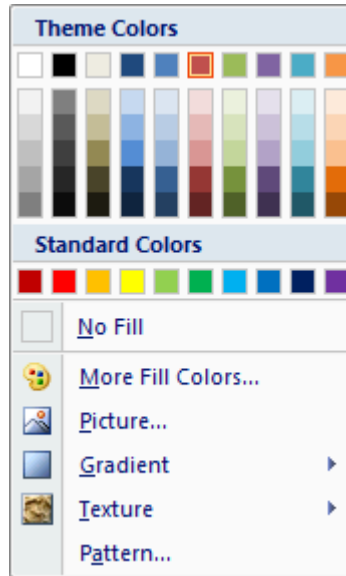 Theme Colors
Standard Colors
No Fill
More Fill Colors...
Picture...
Gradient
Texture
Pattern...